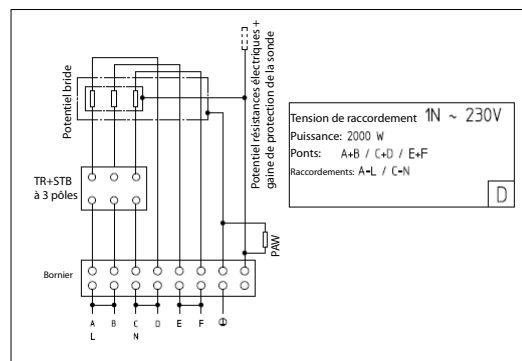 Potentiel bride
Potentiel résistances électriques +
gaine de protection de la sonde
TR+STB
à 3 pôles
PAW
Bornier
A B C D E F
L N
Tension de raccordement 1N ~ 230V
Puissance: 2000 W
Ponts: A+B / C+D / E+F
Raccordements: A-L / C-N
D